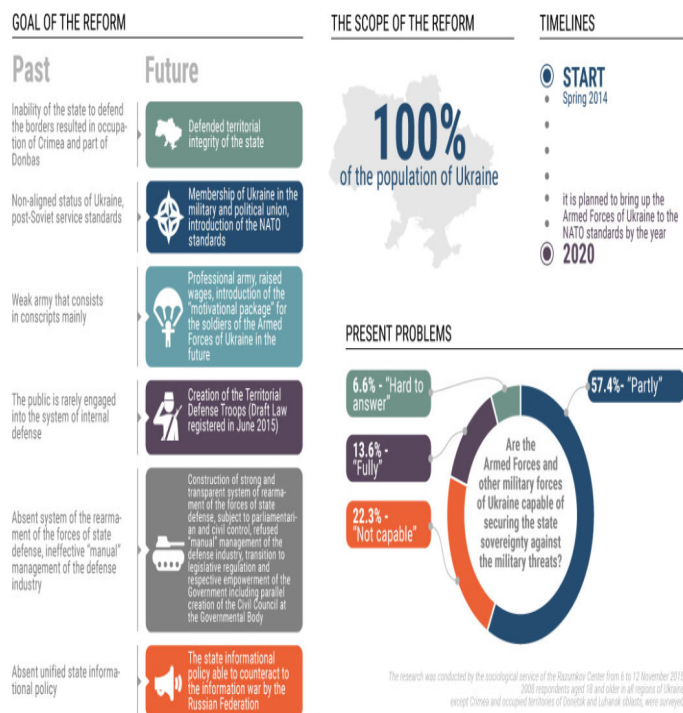 GOAL OF THE REFORM
Past
Future
Inability of the state to defend
the borders resulted in occupa-
tion of Crimea and part of
Donbas
Defended territorial
integrity of the state
Non-aligned status of Ukraine,
post-Soviet service standards
Membership of Ukraine in the
military and political union,
introduction of the NATO
standards
Weak army that consists
in conscripts mainly
Professional army, raised
wages, introduction of the
"motivational package" for
the soldiers of the Armed
Forces of Ukraine in the
future
The public is rarely engaged
into the system of internal
defense
Creation of the Territorial
Defense Troops (Draft Law
registered in June 2015)
Absent system of the rearma-
ment of the forces of state
defense, ineffective "manual"
management of the defense
industry
Construction of strong and
transparent system of rearma-
ment of the forces of state
defense, subject to parliamentari-
an and civil control, refused
"manual" management of the
defense industry, transition to
legislative regulation and
respective empowerment of the
Government including parallel
creation of the Civil Council at
the Governmental Body
Absent unified state informa-
tional policy
The state informational
policy able to counteract to
the information war by the
Russian Federation
THE SCOPE OF THE REFORM
100%
of the population of Ukraine
TIMELINES
START
Spring 2014
it is planned to bring up the
Armed Forces of Ukraine to the
NATO standards by the year
2020
PRESENT PROBLEMS
6.6% - "Hard to
answer"
57.4%- "Partly"
13.6% -
"Fully"
22.3% -
"Not capable"
Are the
Armed Forces and
other military forces
of Ukraine capable of
securing the state
sovereignty against
the military threats?
The research was conducted by the sociological service of the Razumkov Center from 6 to 12 November 2015
2008 respondents aged 18 and older in all regions of Ukraine
except Crimea and occupied territories of Donetsk and Luhansk oblasts, were surveyed